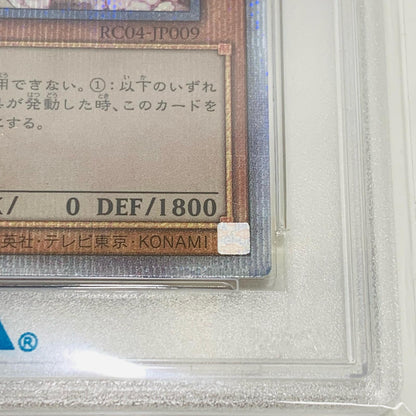 RC04-JP009
用できない。①:以下のいずれ
が発動した時、このカードを
する。
/ 0 DEF/1800
英社・テレビ東京・KONAMI
®